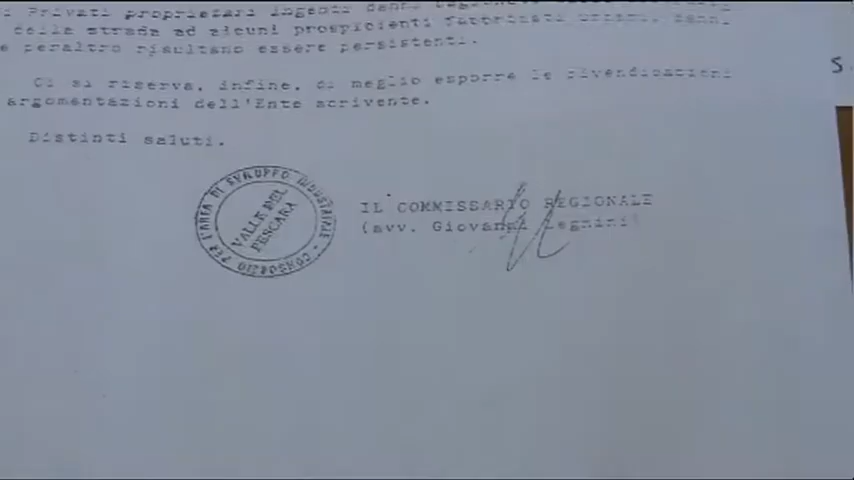 Privati proprietari ingenti danni
della strada ad alcuni prospicienti fabbricati urbani, danni
e peraltro risultano essere persistenti.
Ci si riserva, infine, di meglio esporre le rivendicazioni
argomentazioni dell'Ente scrivente.
Distinti saluti.
CONSORZIO PER L'AREA DI SVILUPPO INDUSTRIALE -
VALLE DEL
PESCARA
IL COMMISSARIO REGIONALE
(avv. Giovanni Legnini)
S